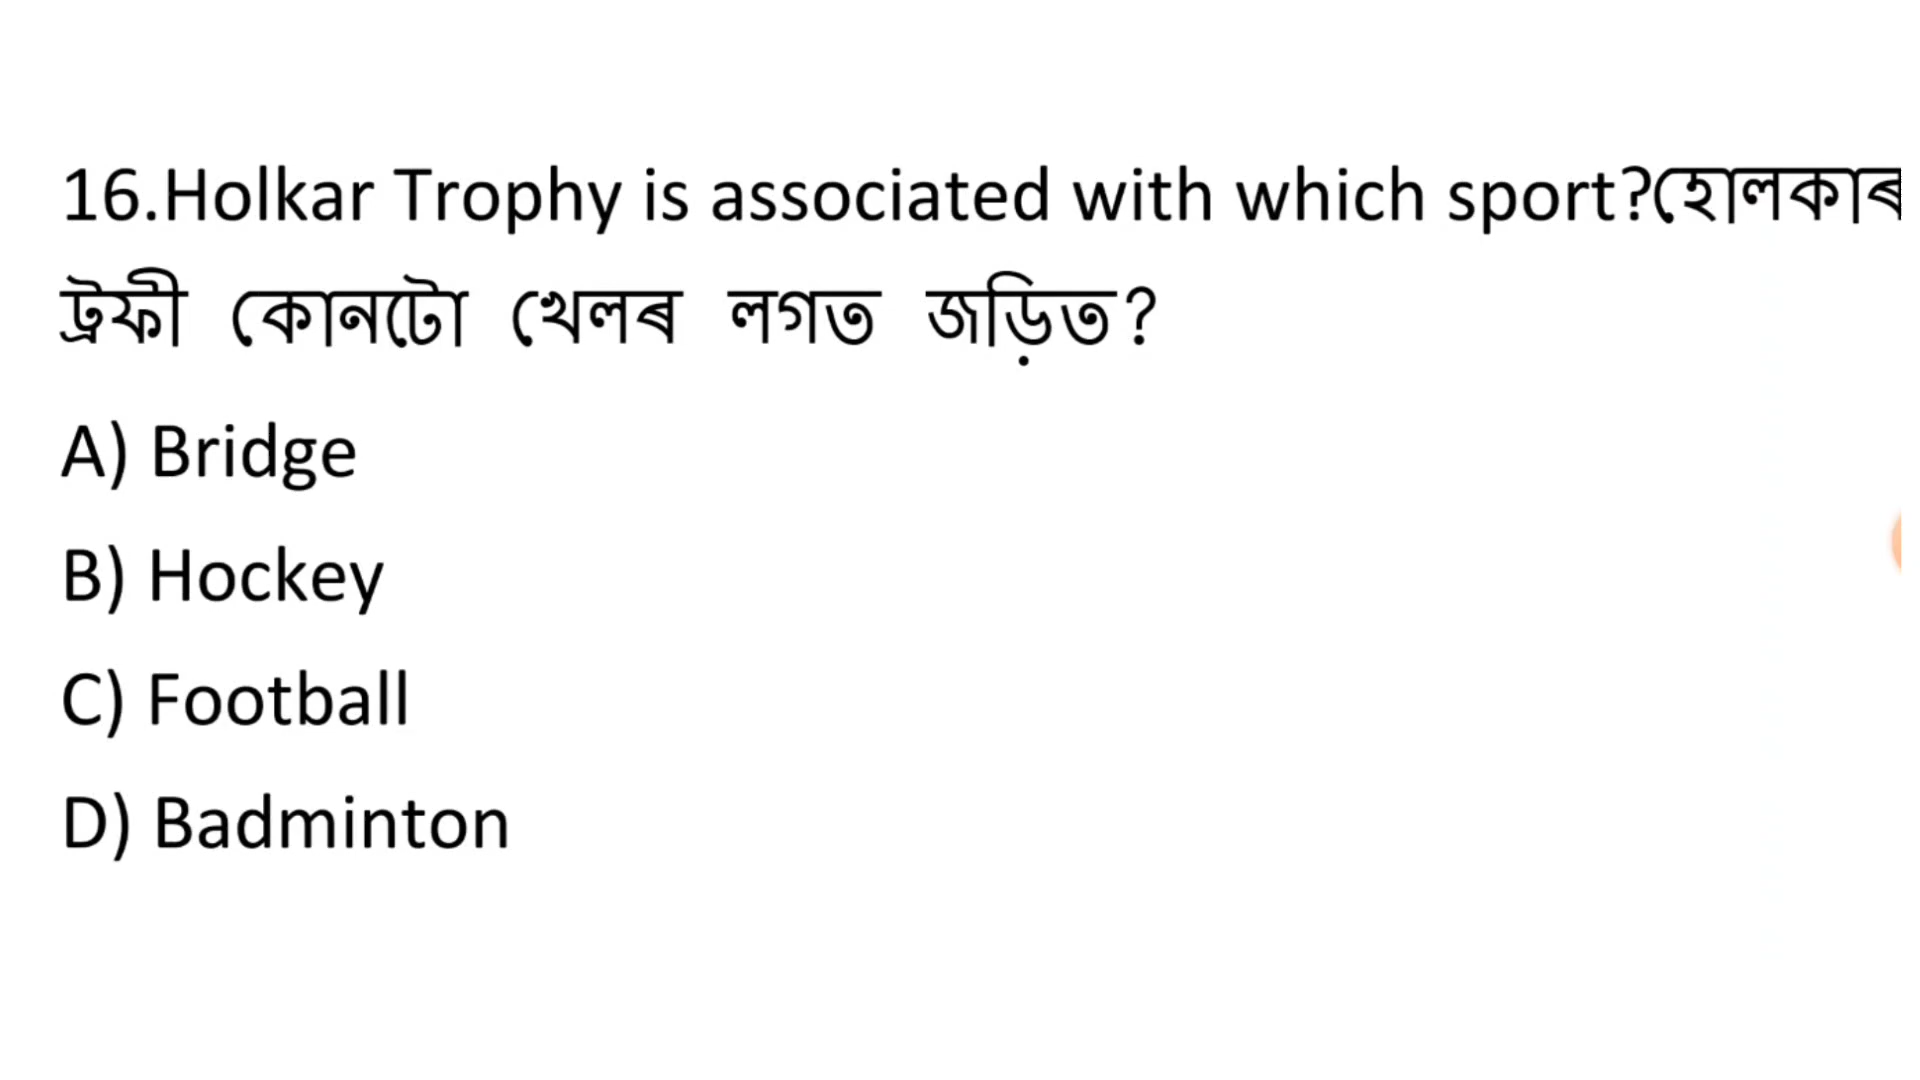 16.Holkar Trophy is associated with which sport?হোলকাৰ
ট্ৰফী কোনটো খেলৰ লগত জড়িত?
A) Bridge
B) Hockey
C) Football
D) Badminton